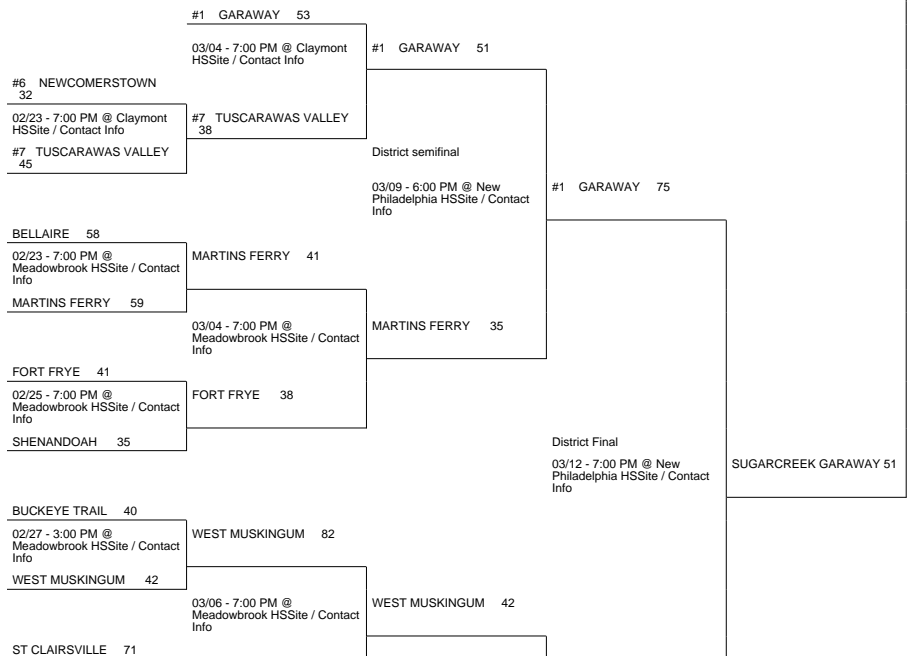 #1 GARAWAY 53
03/04 - 7:00 PM @ Claymont
HSSite / Contact Info
#1 GARAWAY 51
#6 NEWCOMERSTOWN
32
02/23 - 7:00 PM @ Claymont
HSSite / Contact Info
#7 TUSCARAWAS VALLEY
38
#7 TUSCARAWAS VALLEY
45
District semifinal
03/09 - 6:00 PM @ New
Philadelphia HSSite / Contact
Info
#1 GARAWAY 75
BELLAIRE 58
02/23 - 7:00 PM @
Meadowbrook HSSite / Contact
Info
MARTINS FERRY 41
MARTINS FERRY 59
03/04 - 7:00 PM @
Meadowbrook HSSite / Contact
Info
MARTINS FERRY 35
FORT FRYE 41
02/25 - 7:00 PM @
Meadowbrook HSSite / Contact
Info
FORT FRYE 38
SHENANDOAH 35
District Final
03/12 - 7:00 PM @ New
Philadelphia HSSite / Contact
Info
SUGARCREEK GARAWAY 51
BUCKEYE TRAIL 40
02/27 - 3:00 PM @
Meadowbrook HSSite / Contact
Info
WEST MUSKINGUM 82
WEST MUSKINGUM 42
03/06 - 7:00 PM @
Meadowbrook HSSite / Contact
Info
WEST MUSKINGUM 42
ST CLAIRSVILLE 71